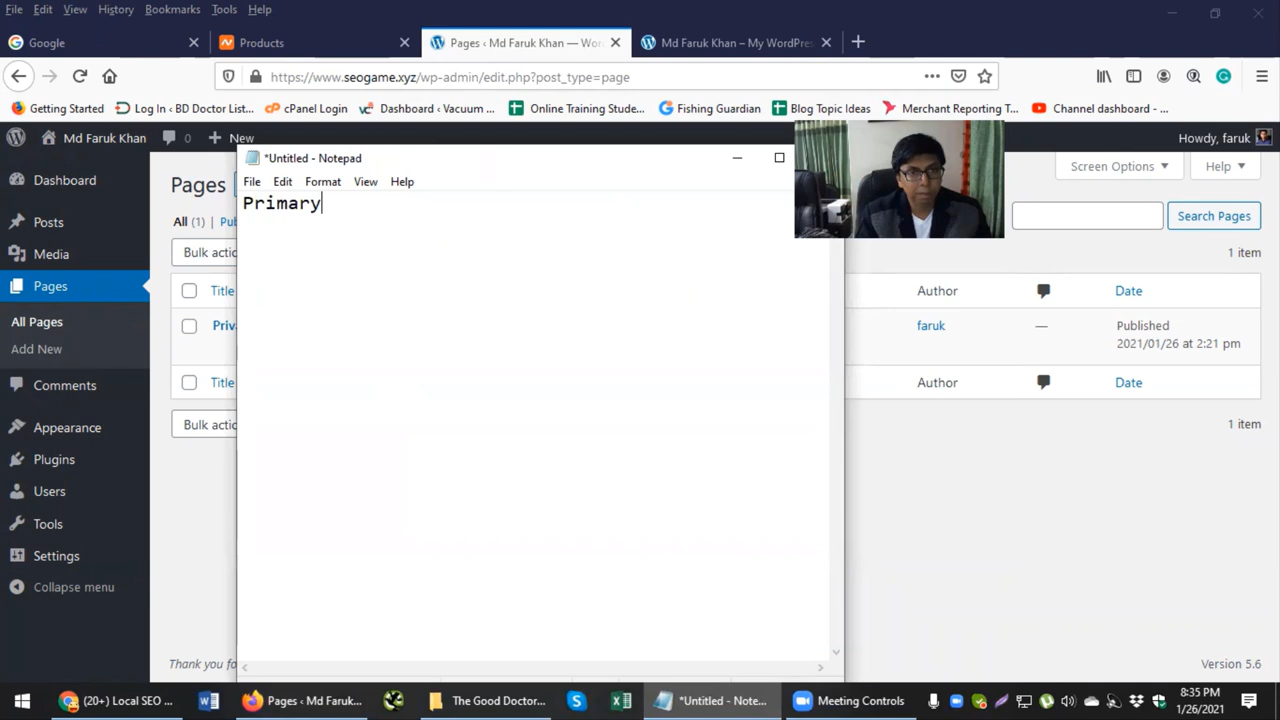 File Edit View History Bookmarks Tools Help
Google
Products
Pages ‹ Md Faruk Khan — Wor
Md Faruk Khan – My WordPres
https://www.seogame.xyz/wp-admin/edit.php?post_type=page
Getting Started
Log In ‹ BD Doctor List...
cPanel Login
Dashboard ‹ Vacuum ...
Online Training Stude...
Fishing Guardian
Blog Topic Ideas
Merchant Reporting T...
Channel dashboard - ...
Md Faruk Khan
0
New
Howdy, faruk
Dashboard
Posts
Media
Pages
All Pages
Add New
Comments
Appearance
Plugins
Users
Tools
Settings
Collapse menu
Pages
Screen Options
Help
All (1) | Pub
Search Pages
Bulk actio
1 item
Title
Author
Date
Priv
faruk
—
Published
2021/01/26 at 2:21 pm
Title
Author
Date
Bulk actio
1 item
*Untitled - Notepad
File Edit Format View Help
Primary
Thank you fo
Version 5.6
(20+) Local SEO ...
Pages ‹ Md Faruk...
The Good Doctor...
*Untitled - Note...
Meeting Controls
8:35 PM
1/26/2021